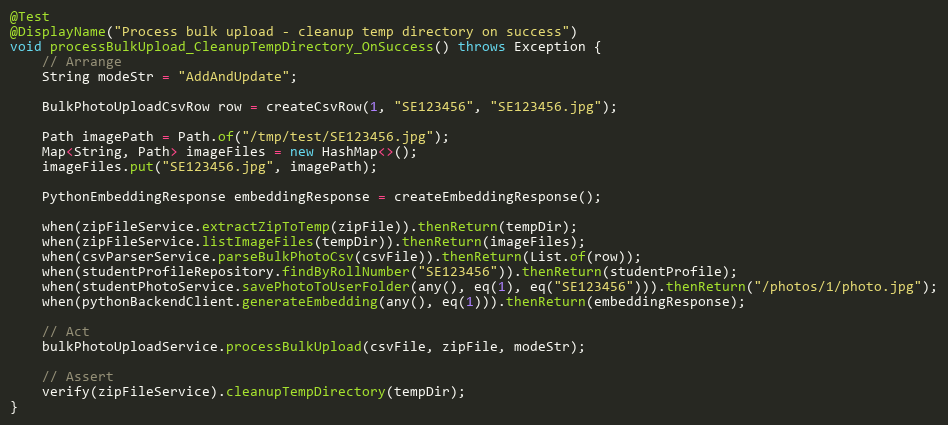 @Test
@DisplayName("Process bulk upload - cleanup temp directory on success")
void processBulkUpload_CleanupTempDirectory_OnSuccess() throws Exception {
    // Arrange
    String modeStr = "AddAndUpdate";

    BulkPhotoUploadCsvRow row = createCsvRow(1, "SE123456", "SE123456.jpg");

    Path imagePath = Path.of("/tmp/test/SE123456.jpg");
    Map<String, Path> imageFiles = new HashMap<>();
    imageFiles.put("SE123456.jpg", imagePath);

    PythonEmbeddingResponse embeddingResponse = createEmbeddingResponse();

    when(zipFileService.extractZipToTemp(zipFile)).thenReturn(tempDir);
    when(zipFileService.listImageFiles(tempDir)).thenReturn(imageFiles);
    when(csvParserService.parseBulkPhotoCsv(csvFile)).thenReturn(List.of(row));
    when(studentProfileRepository.findByRollNumber("SE123456")).thenReturn(studentProfile);
    when(studentPhotoService.savePhotoToUserFolder(any(), eq(1), eq("SE123456"))).thenReturn("/photos/1/photo.jpg");
    when(pythonBackendClient.generateEmbedding(any(), eq(1))).thenReturn(embeddingResponse);

    // Act
    bulkPhotoUploadService.processBulkUpload(csvFile, zipFile, modeStr);

    // Assert
    verify(zipFileService).cleanupTempDirectory(tempDir);
}